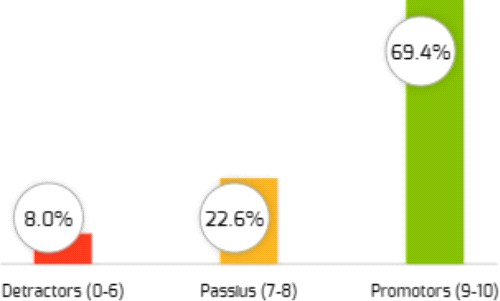 69.4%
8.0%
22.6%
Detractors (0-6)
Passius (7-8)
Promotors (9-10)